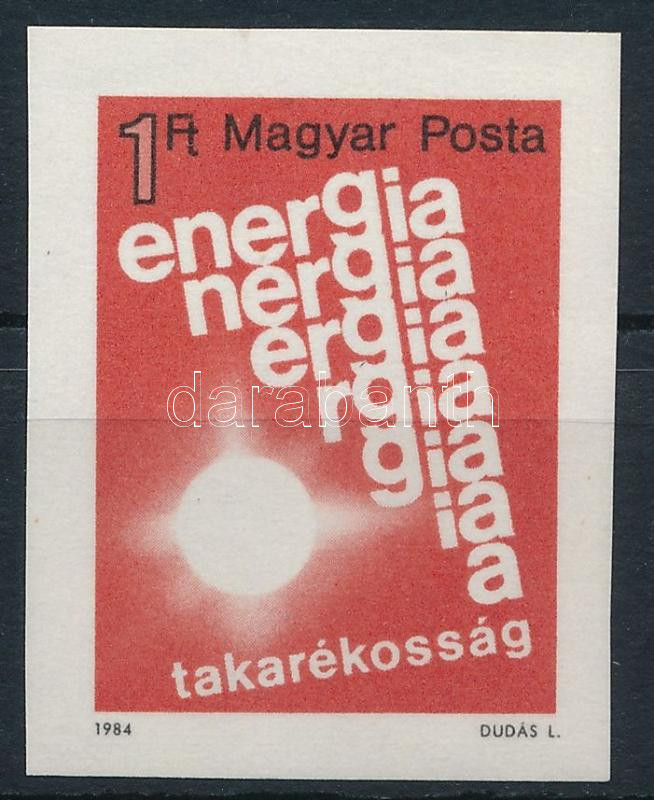 1Ft Magyar Posta
energia
nergia
ergia
rgia
gia
ia
a
darabanth
takarékosság
1984 DUDÁS L.